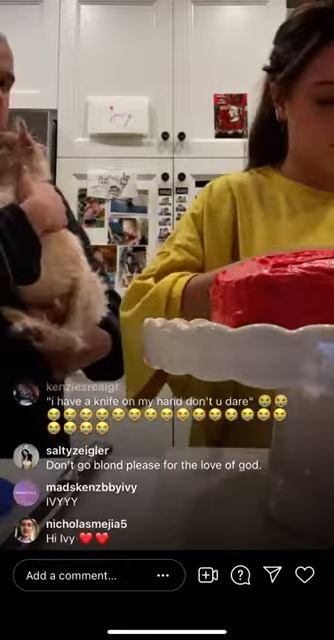 kenziesrealgf
"i have a knife on my hand don't u dare" 😭😭
😭😭😭😭😭😭😭😭😭😭😭😭😭😭😭
😭😭😭😭
saltyzeigler
Don't go blond please for the love of god.
madskenzbbyivy
IVYYY
nicholasmejia5
Hi Ivy ❤️❤️
Add a comment...